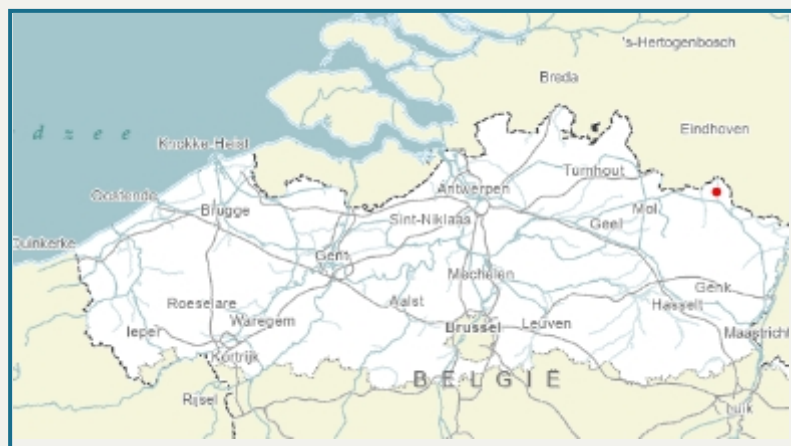 's-Hertogenbosch
Breda
d z e e
Eindhoven
Knokke-Heist
Turnhout
Oostende
Antwerpen
Brugge
Mol
Sint-Niklaas
Geel
Duinkerke
Gent
Mechelen
Genk
Roeselare
Aalst
Hasselt
Ieper
Waregem
Brussel
Leuven
Maastricht
Kortrijk
BELGIË
Rijsel
Luik